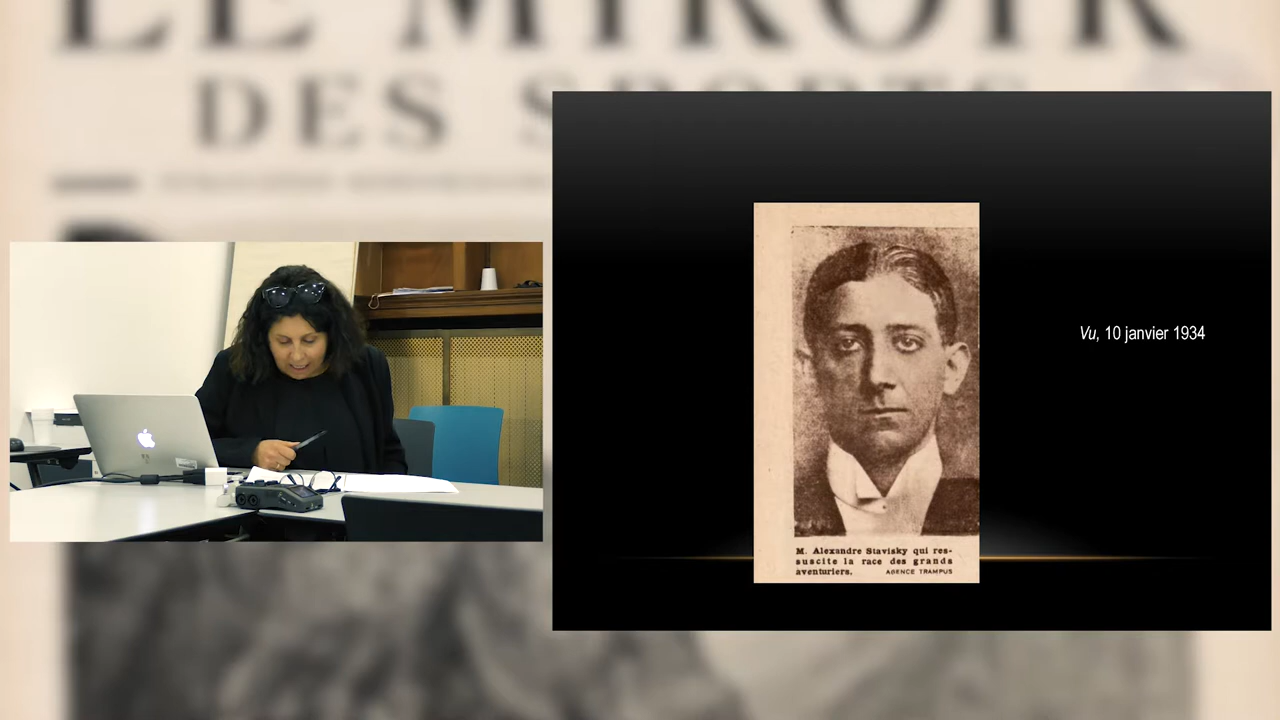 LE MIROIR
DES SPORTS
Vu, 10 janvier 1934
M. Alexandre Stavisky qui res-
suscite la race des grands
aventuriers. AGENCE TRAMPUS